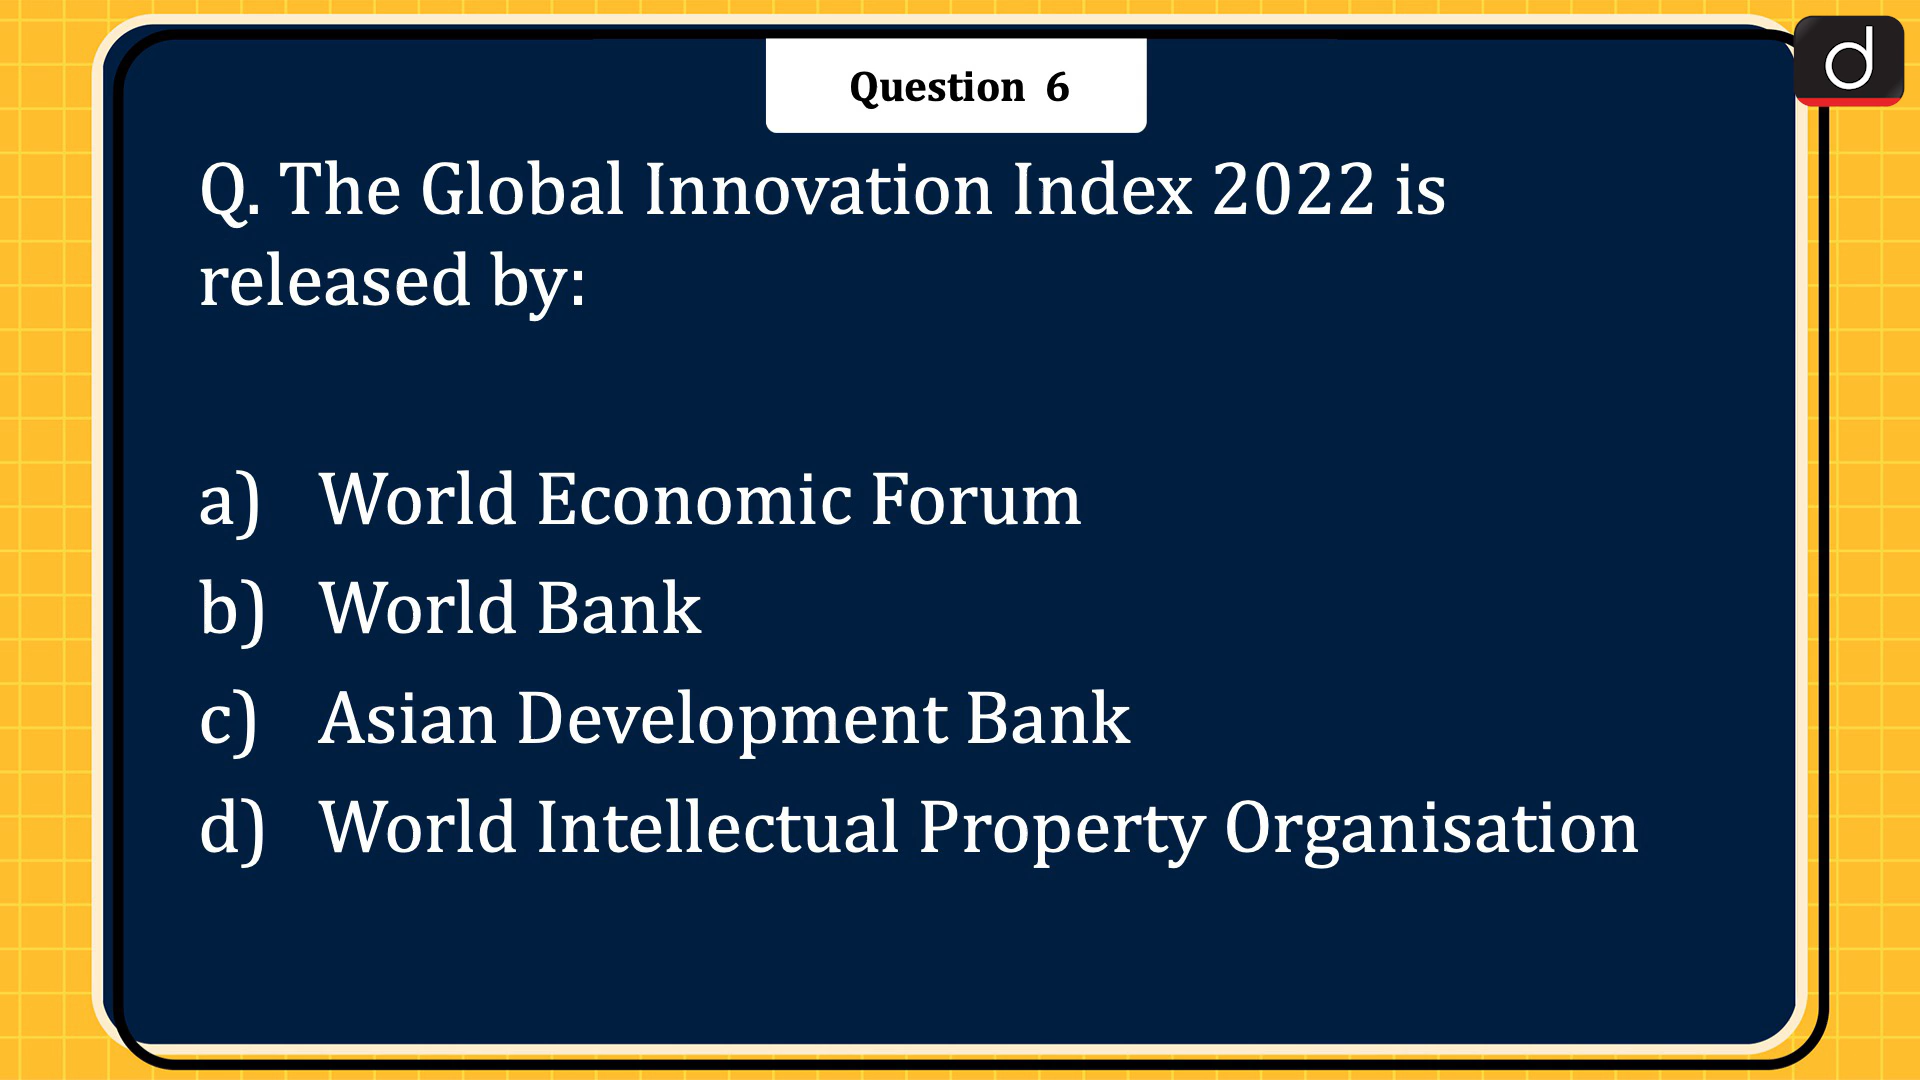 Question 6
Q. The Global Innovation Index 2022 is
released by:
a) World Economic Forum
b) World Bank
c) Asian Development Bank
d) World Intellectual Property Organisation
d